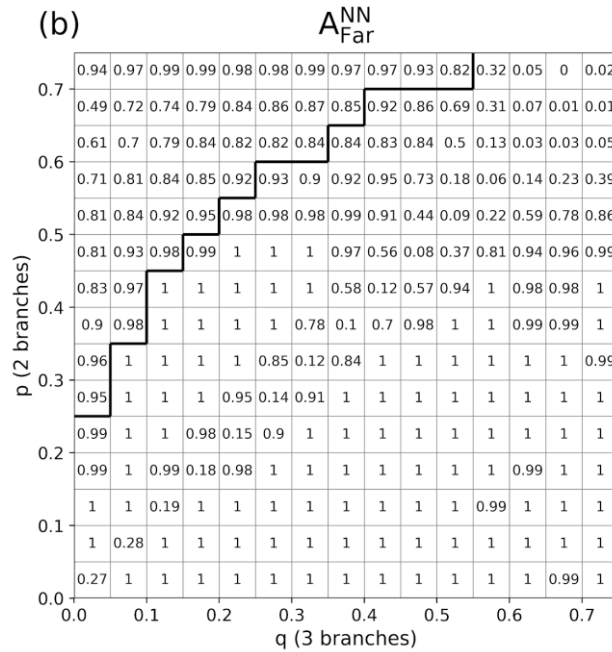 (b) A_Far^NN
0.94 0.97 0.99 0.99 0.98 0.98 0.99 0.97 0.97 0.93 0.82 0.32 0.05 0 0.02
0.7
0.49 0.72 0.74 0.79 0.84 0.86 0.87 0.85 0.92 0.86 0.69 0.31 0.07 0.01 0.01
0.61 0.7 0.79 0.84 0.82 0.82 0.84 0.84 0.83 0.84 0.5 0.13 0.03 0.03 0.05
0.6
0.71 0.81 0.84 0.85 0.92 0.93 0.9 0.92 0.95 0.73 0.18 0.06 0.14 0.23 0.39
0.81 0.84 0.92 0.95 0.98 0.98 0.98 0.99 0.91 0.44 0.09 0.22 0.59 0.78 0.86
0.5
0.81 0.93 0.98 0.99 1 1 1 0.97 0.56 0.08 0.37 0.81 0.94 0.96 0.99
0.83 0.97 1 1 1 1 1 0.58 0.12 0.57 0.94 1 0.98 0.98 1
0.4
0.9 0.98 1 1 1 1 0.78 0.1 0.7 0.98 1 1 0.99 0.99 1
0.96 1 1 1 1 0.85 0.12 0.84 1 1 1 1 1 1 0.99
0.3
0.95 1 1 1 0.95 0.14 0.91 1 1 1 1 1 1 1 1
0.99 1 1 0.98 0.15 0.9 1 1 1 1 1 1 1 1 1
0.2
0.99 1 0.99 0.18 0.98 1 1 1 1 1 1 1 0.99 1 1
1 1 0.19 1 1 1 1 1 1 1 1 0.99 1 1 1
0.1
1 0.28 1 1 1 1 1 1 1 1 1 1 1 1 1
0.27 1 1 1 1 1 1 1 1 1 1 1 1 0.99 1
0.0
p (2 branches)
0.0 0.1 0.2 0.3 0.4 0.5 0.6 0.7
q (3 branches)